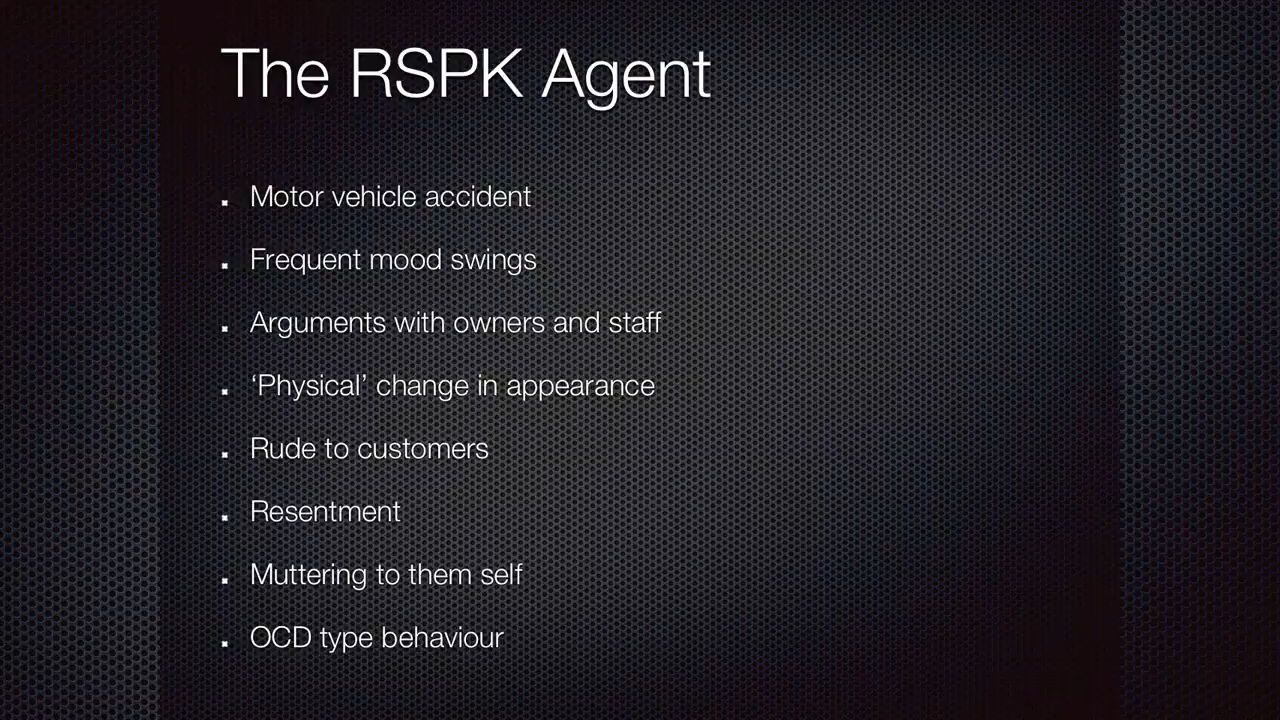 The RSPK Agent
Motor vehicle accident
Frequent mood swings
Arguments with owners and staff
‘Physical’ change in appearance
Rude to customers
Resentment
Muttering to them self
OCD type behaviour